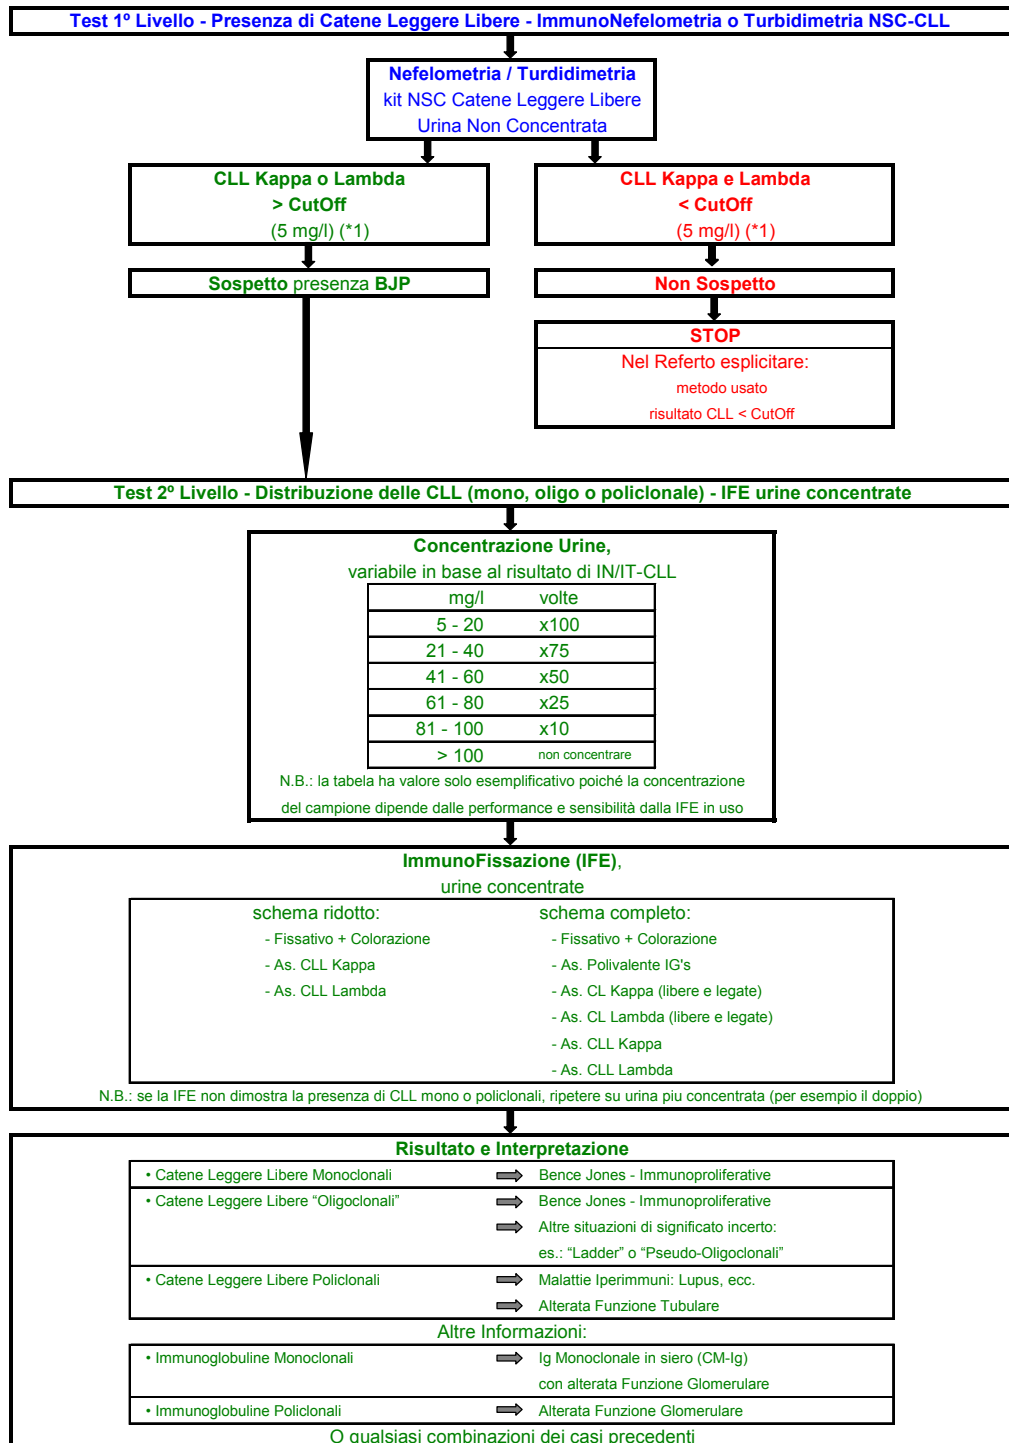 Test 1º Livello - Presenza di Catene Leggere Libere - ImmunoNefelometria o Turbidimetria NSC-CLL
Nefelometria / Turdidimetria
kit NSC Catene Leggere Libere
Urina Non Concentrata
CLL Kappa o Lambda
> CutOff
(5 mg/l) (*1)
CLL Kappa e Lambda
< CutOff
(5 mg/l) (*1)
Sospetto presenza BJP
Non Sospetto
STOP
Nel Referto esplicitare:
metodo usato
risultato CLL < CutOff
Test 2º Livello - Distribuzione delle CLL (mono, oligo o policlonale) - IFE urine concentrate
Concentrazione Urine,
variabile in base al risultato di IN/IT-CLL
mg/l volte
5 - 20 x100
21 - 40 x75
41 - 60 x50
61 - 80 x25
81 - 100 x10
> 100 non concentrare
N.B.: la tabela ha valore solo esemplificativo poiché la concentrazione
del campione dipende dalle performance e sensibilità dalla IFE in uso
ImmunoFissazione (IFE),
urine concentrate
schema ridotto:
- Fissativo + Colorazione
- As. CLL Kappa
- As. CLL Lambda
schema completo:
- Fissativo + Colorazione
- As. Polivalente IG's
- As. CL Kappa (libere e legate)
- As. CL Lambda (libere e legate)
- As. CLL Kappa
- As. CLL Lambda
N.B.: se la IFE non dimostra la presenza di CLL mono o policlonali, ripetere su urina piu concentrata (per esempio il doppio)
Risultato e Interpretazione
• Catene Leggere Libere Monoclonali Bence Jones - Immunoproliferative
• Catene Leggere Libere “Oligoclonali” Bence Jones - Immunoproliferative
Altre situazioni di significato incerto:
es.: “Ladder” o “Pseudo-Oligoclonali”
• Catene Leggere Libere Policlonali Malattie Iperimmuni: Lupus, ecc.
Alterata Funzione Tubulare
Altre Informazioni:
• Immunoglobuline Monoclonali Ig Monoclonale in siero (CM-Ig)
con alterata Funzione Glomerulare
• Immunoglobuline Policlonali Alterata Funzione Glomerulare
O qualsiasi combinazioni dei casi precedenti